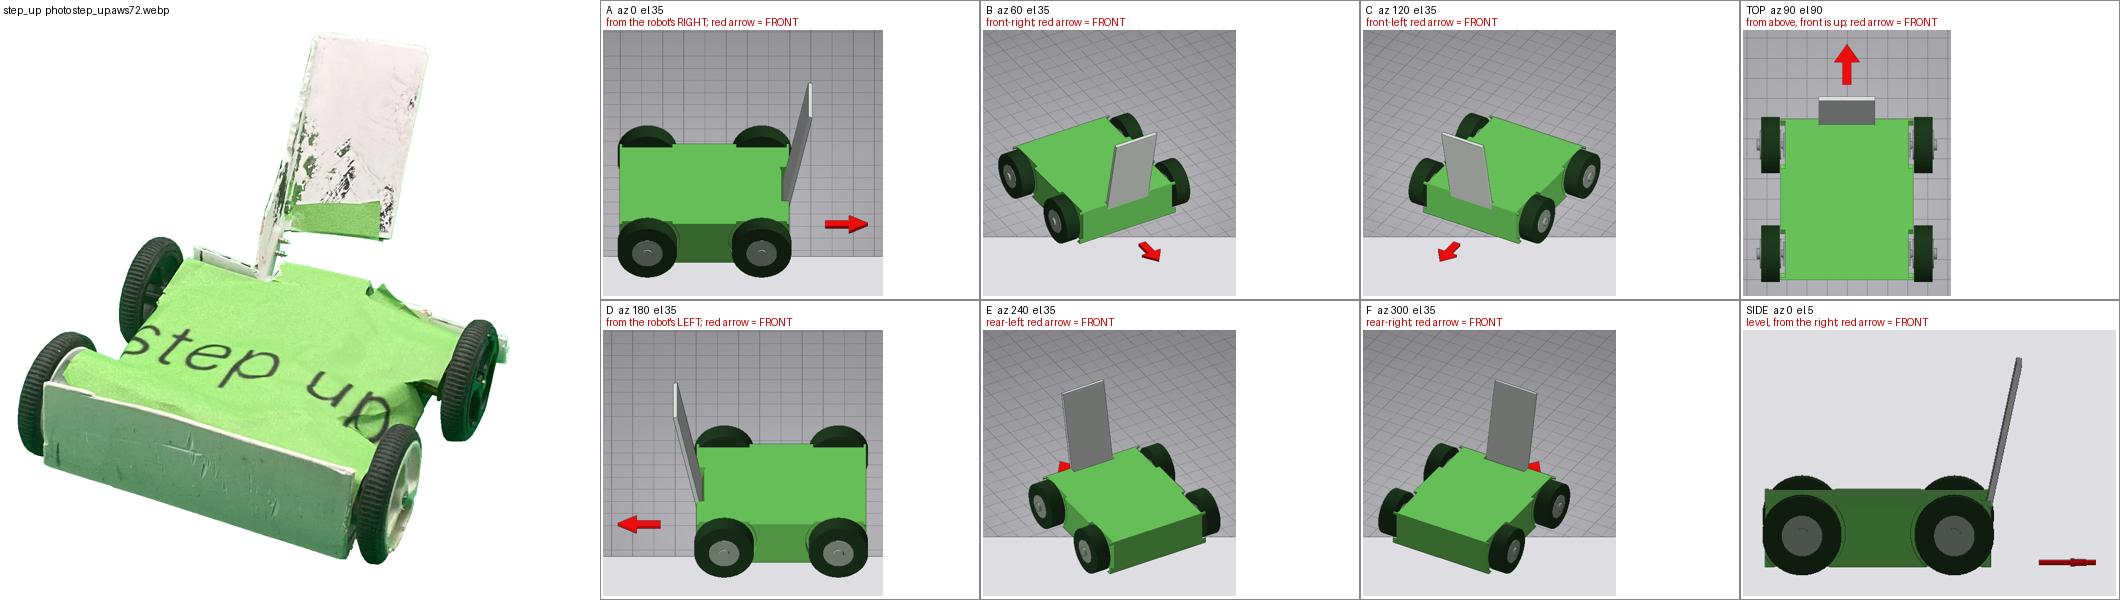 step_up photo step_up.aws72.webp
step up
A az 0 el 35
from the robot's RIGHT; red arrow = FRONT
B az 60 el 35
front-right; red arrow = FRONT
C az 120 el 35
front-left; red arrow = FRONT
TOP az 90 el 90
from above, front is up; red arrow = FRONT
D az 180 el 35
from the robot's LEFT; red arrow = FRONT
E az 240 el 35
rear-left; red arrow = FRONT
F az 300 el 35
rear-right; red arrow = FRONT
SIDE az 0 el 5
level, from the right; red arrow = FRONT